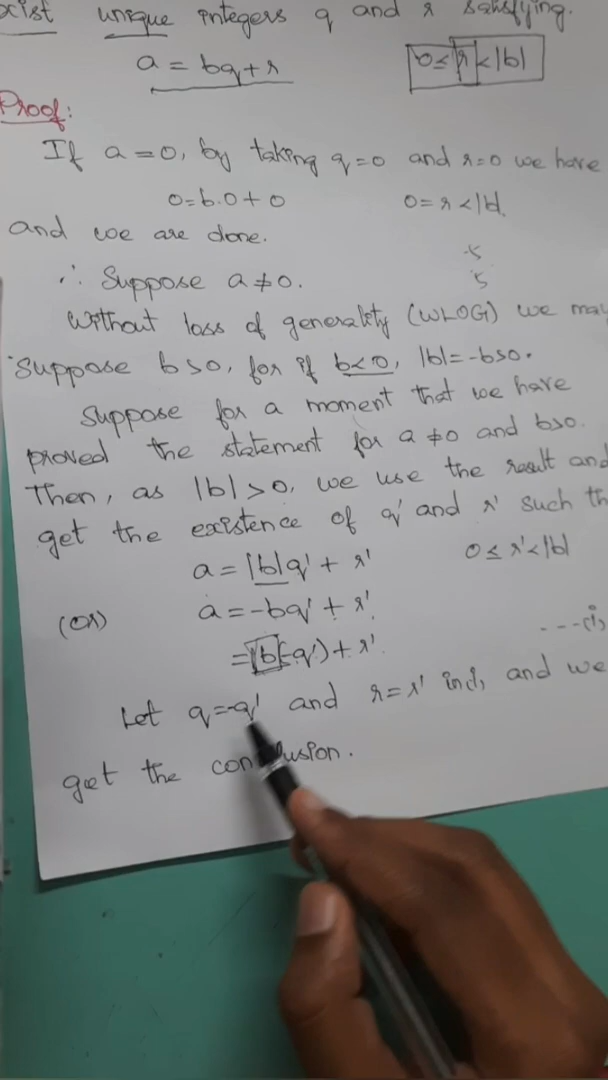 xist unique integers q and r satisfying.
a = bq + r
0 ≤ r < |b|
Proof:
If a = 0, by taking q = 0 and r = 0 we have
0 = b.0 + 0
0 = r < |b|.
and we are done.
-5
5
∴ Suppose a ≠ 0.
Without loss of generality (WLOG) we may
suppose b>0, for if b<0, |b| = -b>0.
Suppose for a moment that we have
proved the statement for a ≠ 0 and b>0.
Then, as |b| > 0, we use the result and
get the existence of q' and r' such th
a = |b|q' + r'
0 ≤ r' < |b|
(Or) a = -bq' + r'
= b(-q') + r'.
---(i)
Let q = -q' and r = r' in (i) and we
get the conclusion.